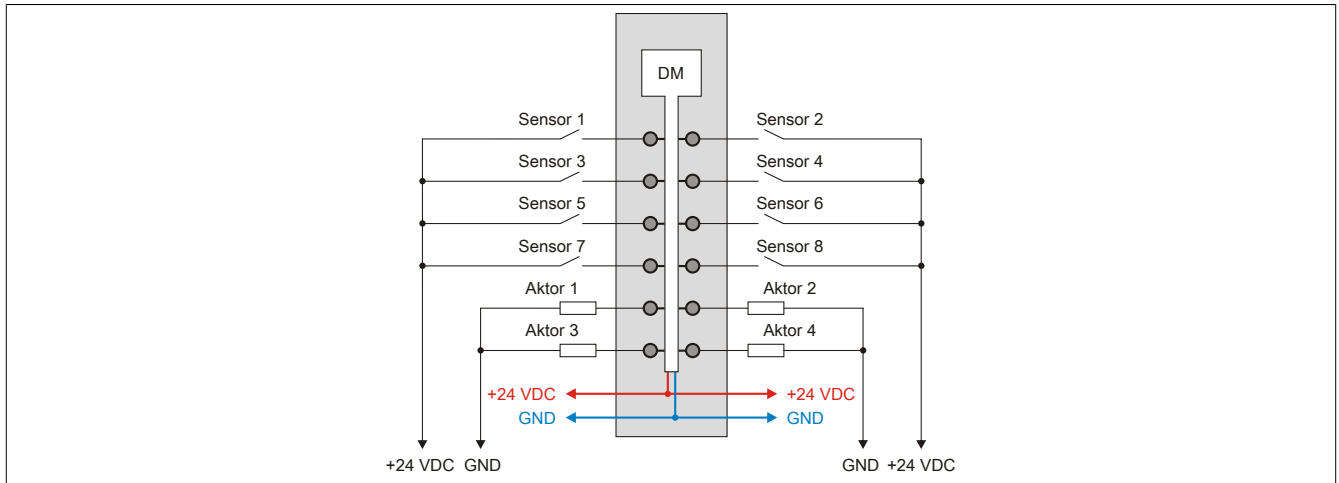 DM
Sensor 1 Sensor 2
Sensor 3 Sensor 4
Sensor 5 Sensor 6
Sensor 7 Sensor 8
Aktor 1 Aktor 2
Aktor 3 Aktor 4
+24 VDC +24 VDC
GND GND
+24 VDC GND GND +24 VDC